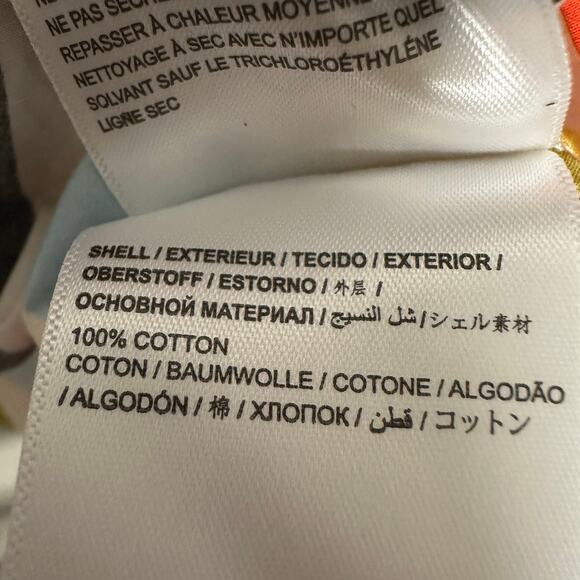 NE PAS SÉCHER
REPASSER À CHALEUR MOYENNE
NETTOYAGE À SEC AVEC N'IMPORTE QUEL
SOLVANT SAUF LE TRICHLOROÉTHYLÉNE
LIGNE SEC
SHELL / EXTERIEUR / TECIDO / EXTERIOR /
OBERSTOFF / ESTORNO / 外层 /
ОСНОВНОЙ МАТЕРИАЛ / شل النسيج / シェル素材
100% COTTON
COTON / BAUMWOLLE / COTONE / ALGODÃO
/ ALGODÓN / 棉 / ХЛОПОК / قطن / コットン